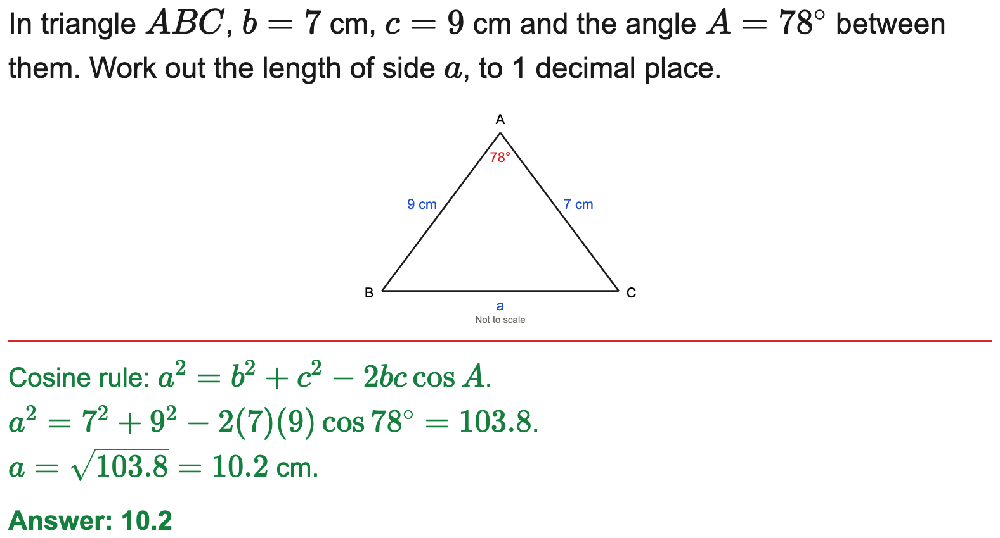 In triangle ABC, b = 7 cm, c = 9 cm and the angle A = 78° between
them. Work out the length of side a, to 1 decimal place.
A
78°
9 cm
7 cm
B
C
a
Not to scale
Cosine rule: a² = b² + c² − 2bc cos A.
a² = 7² + 9² − 2(7)(9) cos 78° = 103.8.
a = √103.8 = 10.2 cm.
Answer: 10.2